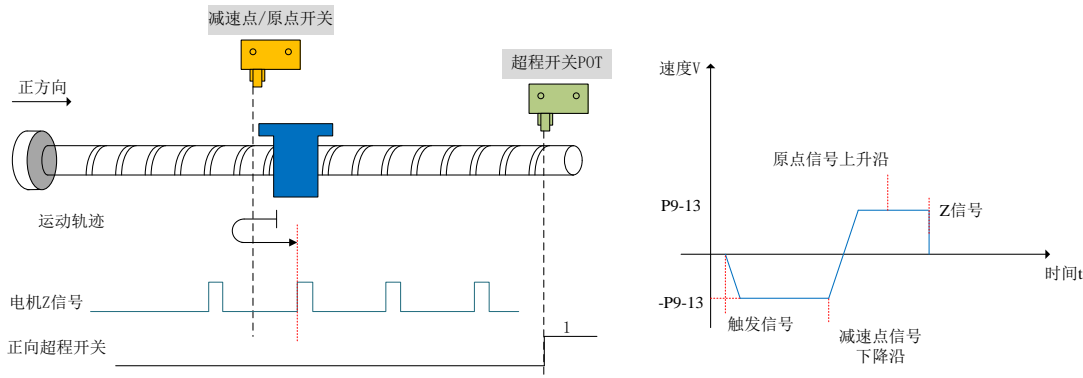 减速点/原点开关
超程开关POT
正方向
运动轨迹
电机Z信号
正向超程开关
1
速度V
原点信号上升沿
P9-13
Z信号
时间t
-P9-13
触发信号
减速点信号
下降沿